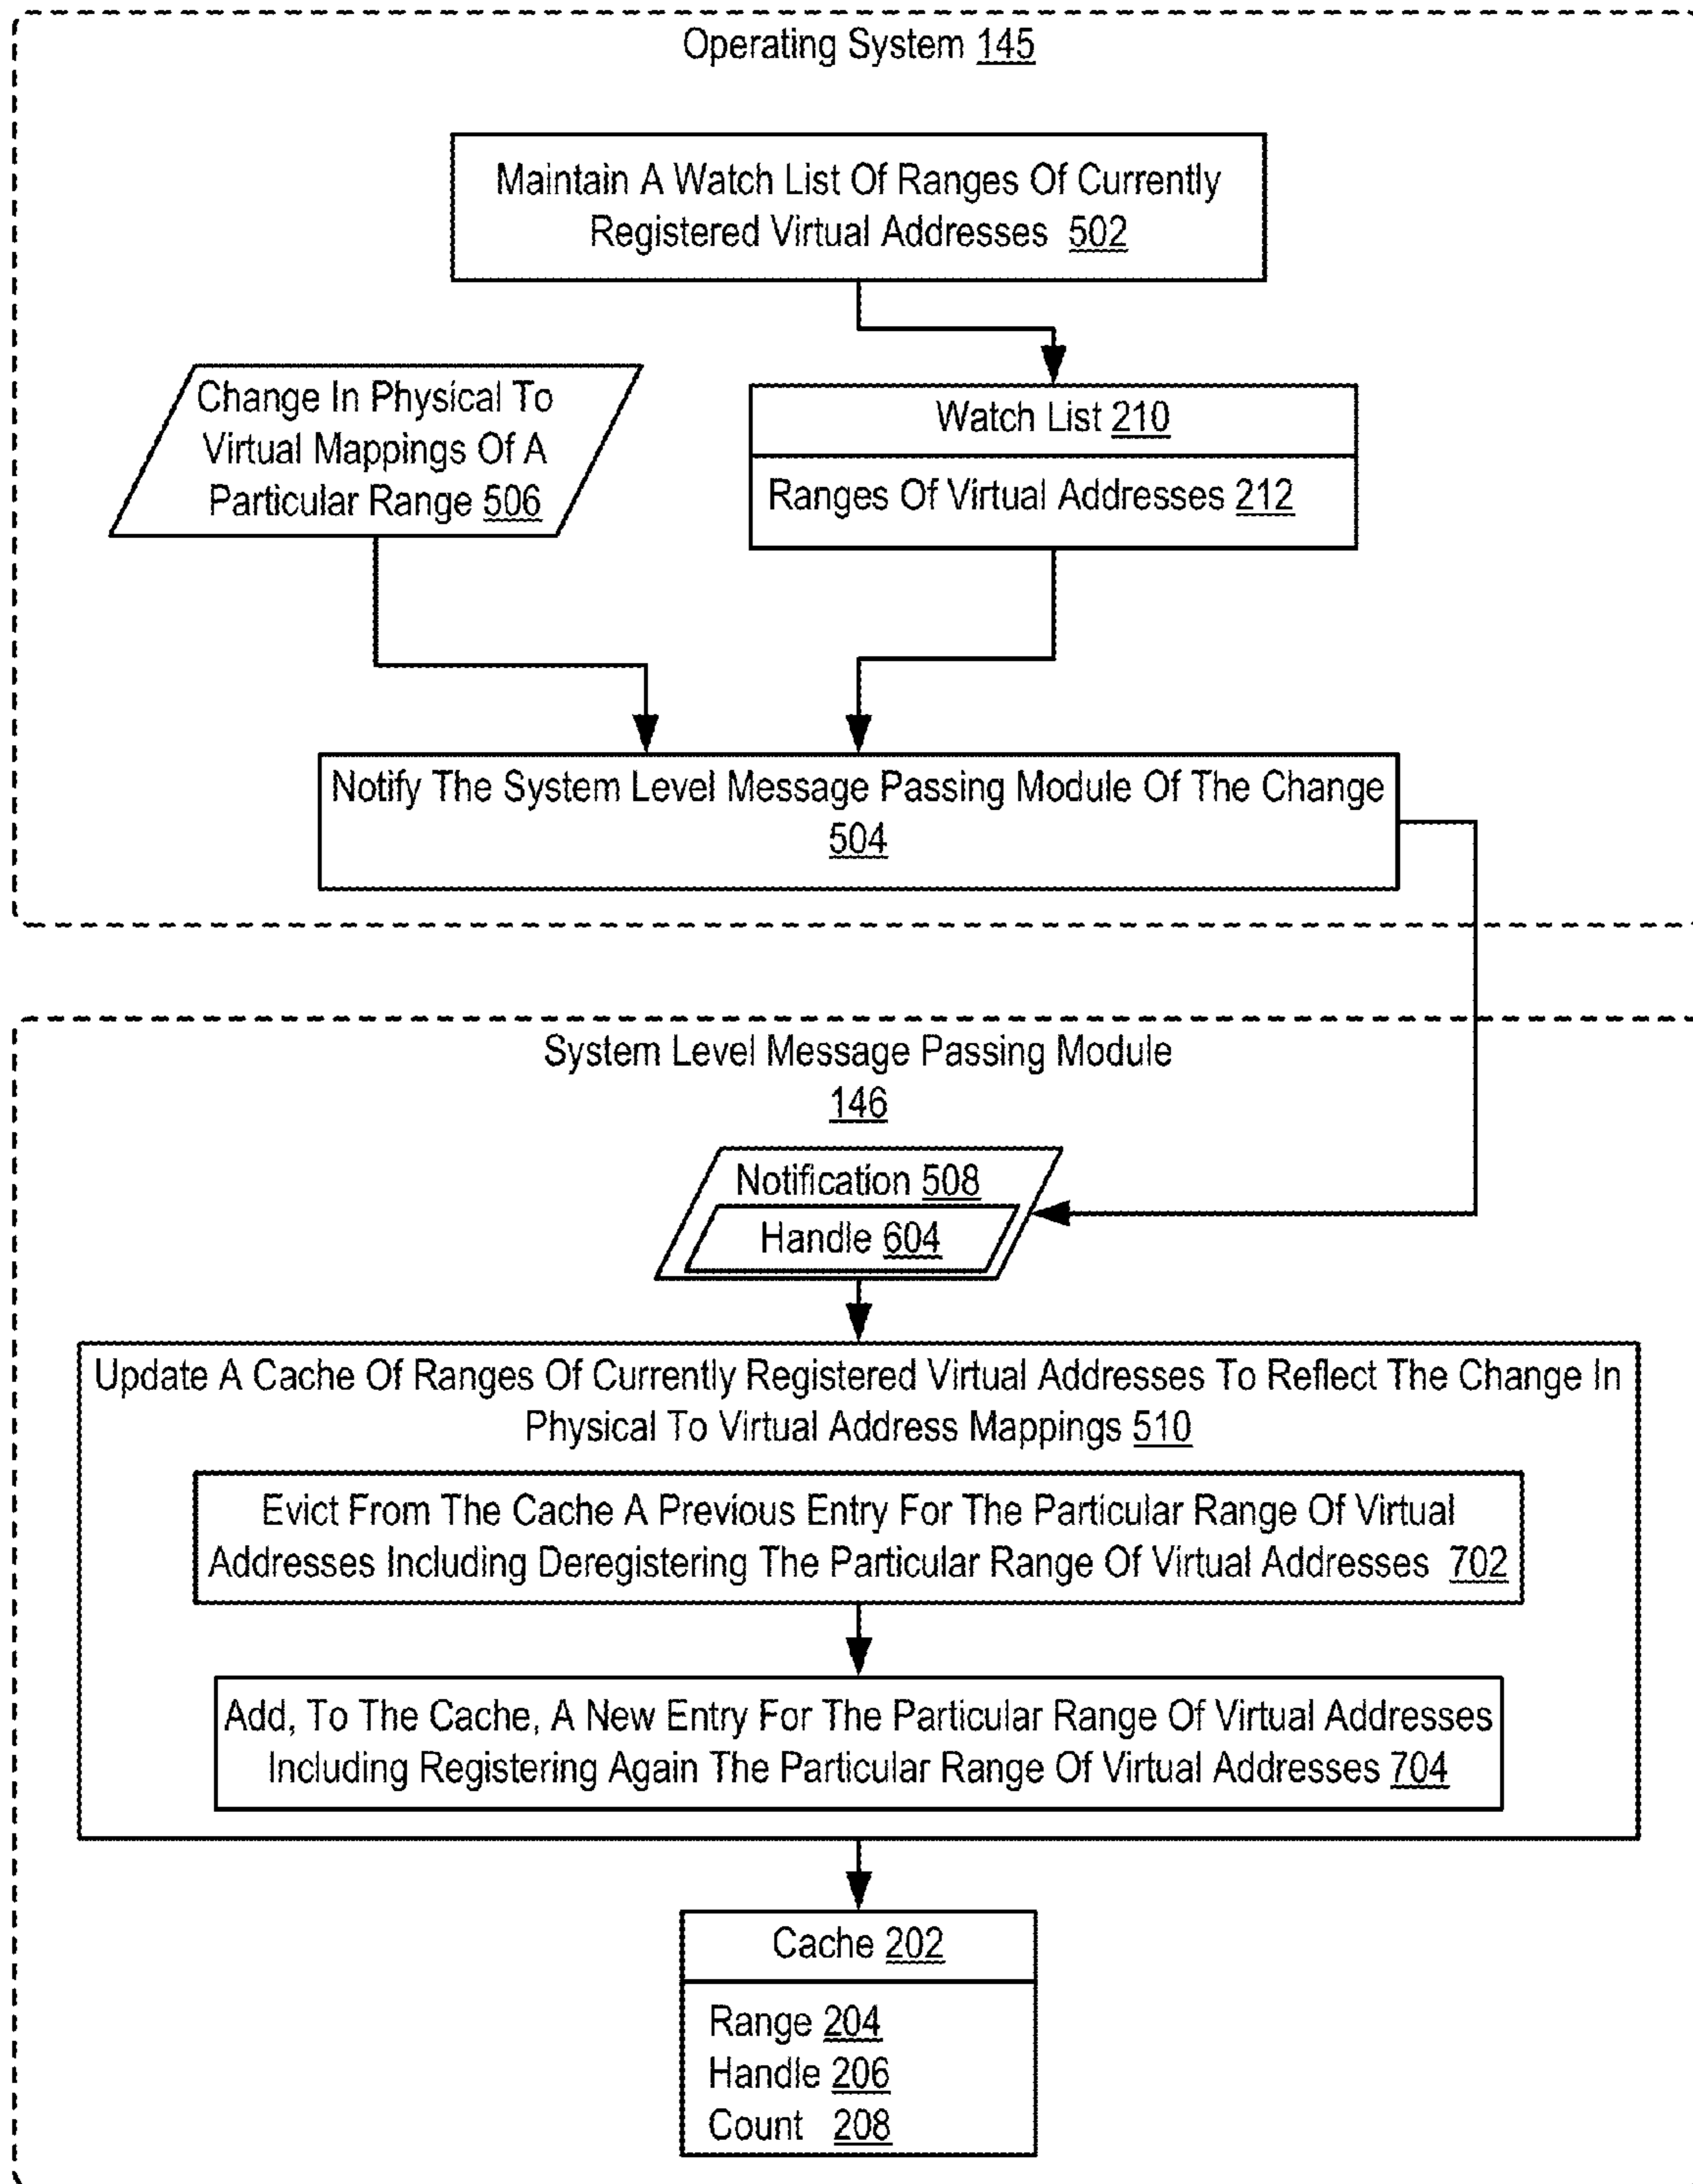 Operating System 145
Maintain A Watch List Of Ranges Of Currently
Registered Virtual Addresses 502
Change In Physical To
Virtual Mappings Of A
Particular Range 506
Watch List 210
Ranges Of Virtual Addresses 212
Notify The System Level Message Passing Module Of The Change
504
System Level Message Passing Module
146
Notification 508
Handle 604
Update A Cache Of Ranges Of Currently Registered Virtual Addresses To Reflect The Change In
Physical To Virtual Address Mappings 510
Evict From The Cache A Previous Entry For The Particular Range Of Virtual
Addresses Including Deregistering The Particular Range Of Virtual Addresses 702
Add, To The Cache, A New Entry For The Particular Range Of Virtual Addresses
Including Registering Again The Particular Range Of Virtual Addresses 704
Cache 202
Range 204
Handle 206
Count 208